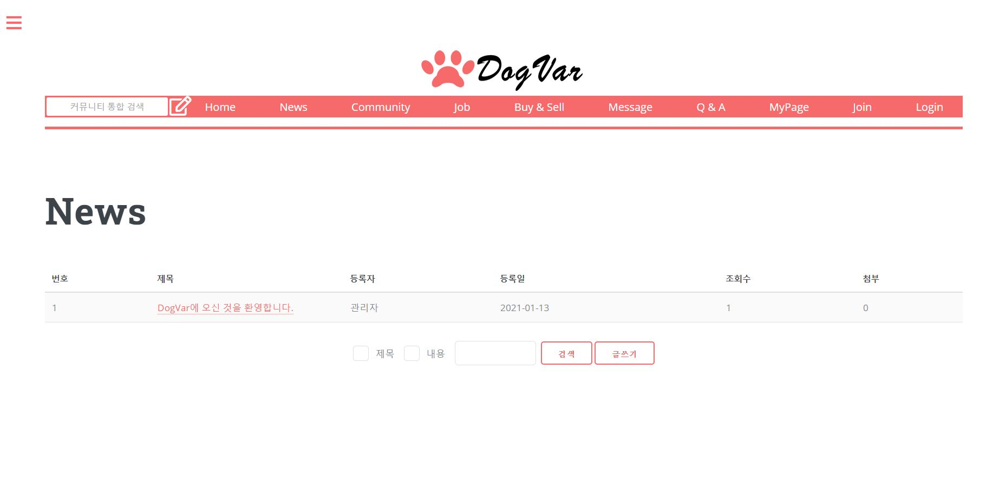 DogVar
커뮤니티 통합 검색 Home News Community Job Buy & Sell Message Q & A MyPage Join Login
News
번호 제목 등록자 등록일 조회수 첨부
1 DogVar에 오신 것을 환영합니다. 관리자 2021-01-13 1 0
제목 내용 검색 글쓰기